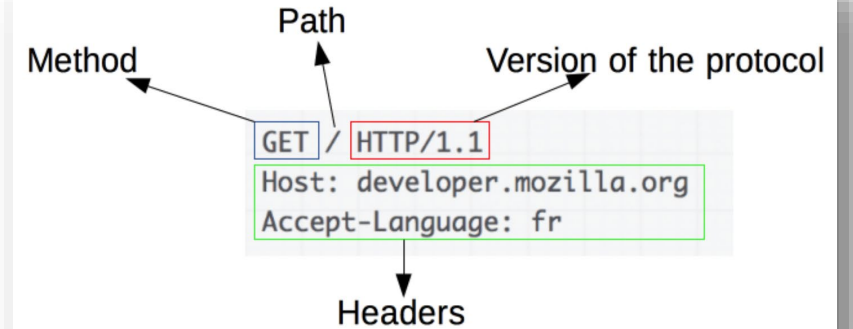 Path
Method
Version of the protocol
GET / HTTP/1.1
Host: developer.mozilla.org
Accept-Language: fr
Headers